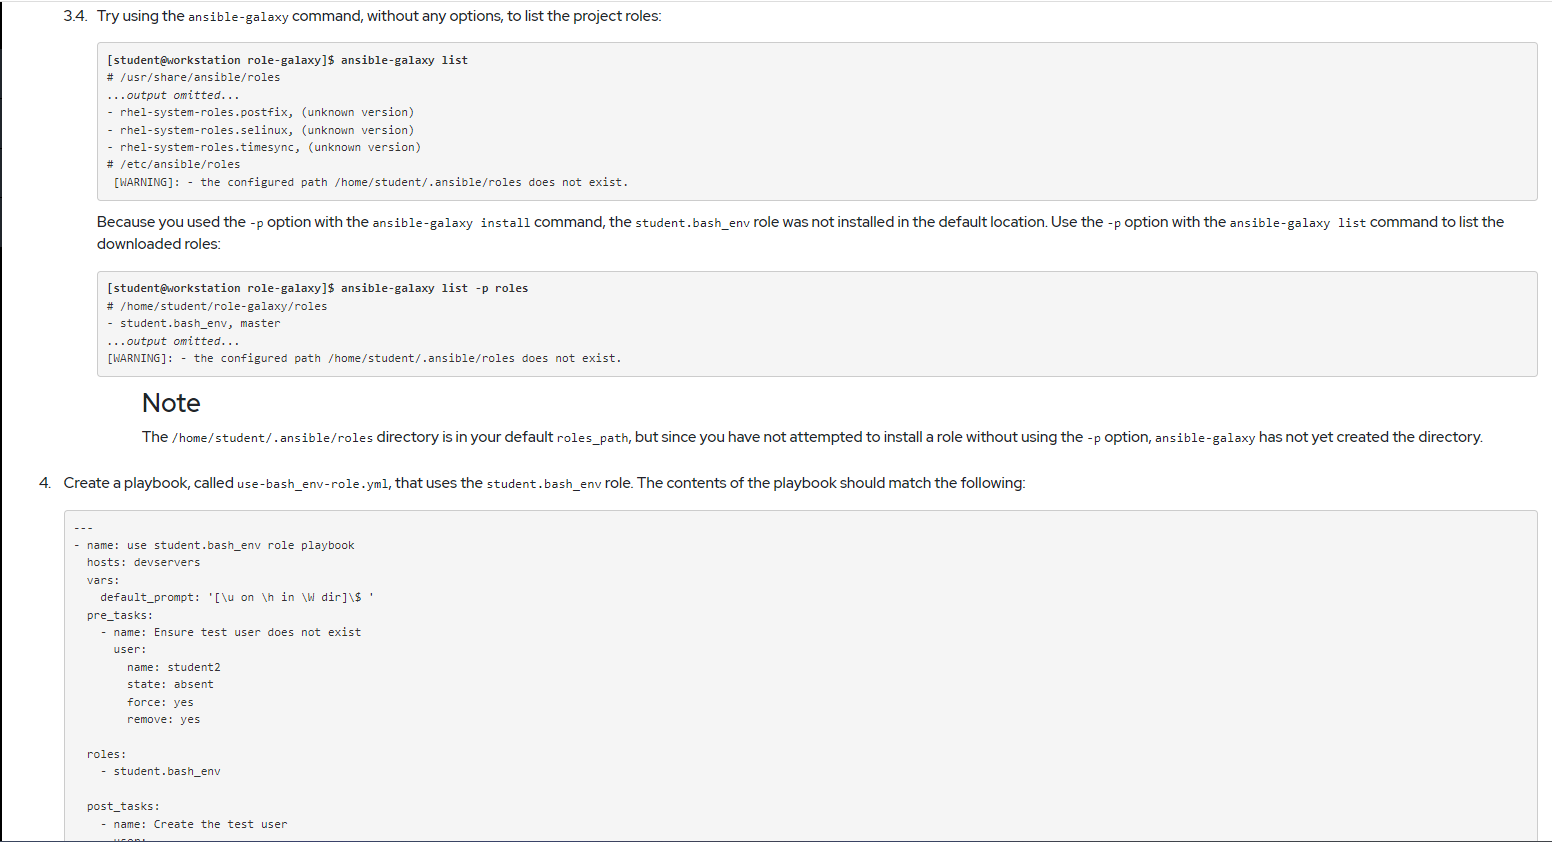 3.4. Try using the ansible-galaxy command, without any options, to list the project roles:
[student@workstation role-galaxy]$ ansible-galaxy list
# /usr/share/ansible/roles
...output omitted...
- rhel-system-roles.postfix, (unknown version)
- rhel-system-roles.selinux, (unknown version)
- rhel-system-roles.timesync, (unknown version)
# /etc/ansible/roles
 [WARNING]: - the configured path /home/student/.ansible/roles does not exist.
Because you used the -p option with the ansible-galaxy install command, the student.bash_env role was not installed in the default location. Use the -p option with the ansible-galaxy list command to list the
downloaded roles:
[student@workstation role-galaxy]$ ansible-galaxy list -p roles
# /home/student/role-galaxy/roles
- student.bash_env, master
...output omitted...
[WARNING]: - the configured path /home/student/.ansible/roles does not exist.
Note
The /home/student/.ansible/roles directory is in your default roles_path, but since you have not attempted to install a role without using the -p option, ansible-galaxy has not yet created the directory.
4. Create a playbook, called use-bash_env-role.yml, that uses the student.bash_env role. The contents of the playbook should match the following:
---
- name: use student.bash_env role playbook
  hosts: devservers
  vars:
    default_prompt: '[\u on \h in \W dir]\$ '
  pre_tasks:
    - name: Ensure test user does not exist
      user:
        name: student2
        state: absent
        force: yes
        remove: yes
  roles:
    - student.bash_env
  post_tasks:
    - name: Create the test user